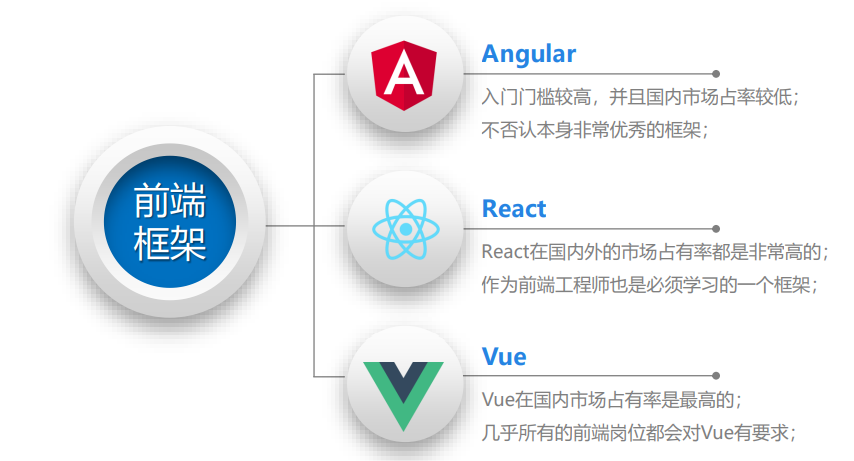 前端
框架
Angular
入门门槛较高，并且国内市场占率较低；
不否认本身非常优秀的框架；
React
React在国内外的市场占有率都是非常高的；
作为前端工程师也是必须学习的一个框架；
Vue
Vue在国内市场占有率是最高的；
几乎所有的前端岗位都会对Vue有要求；